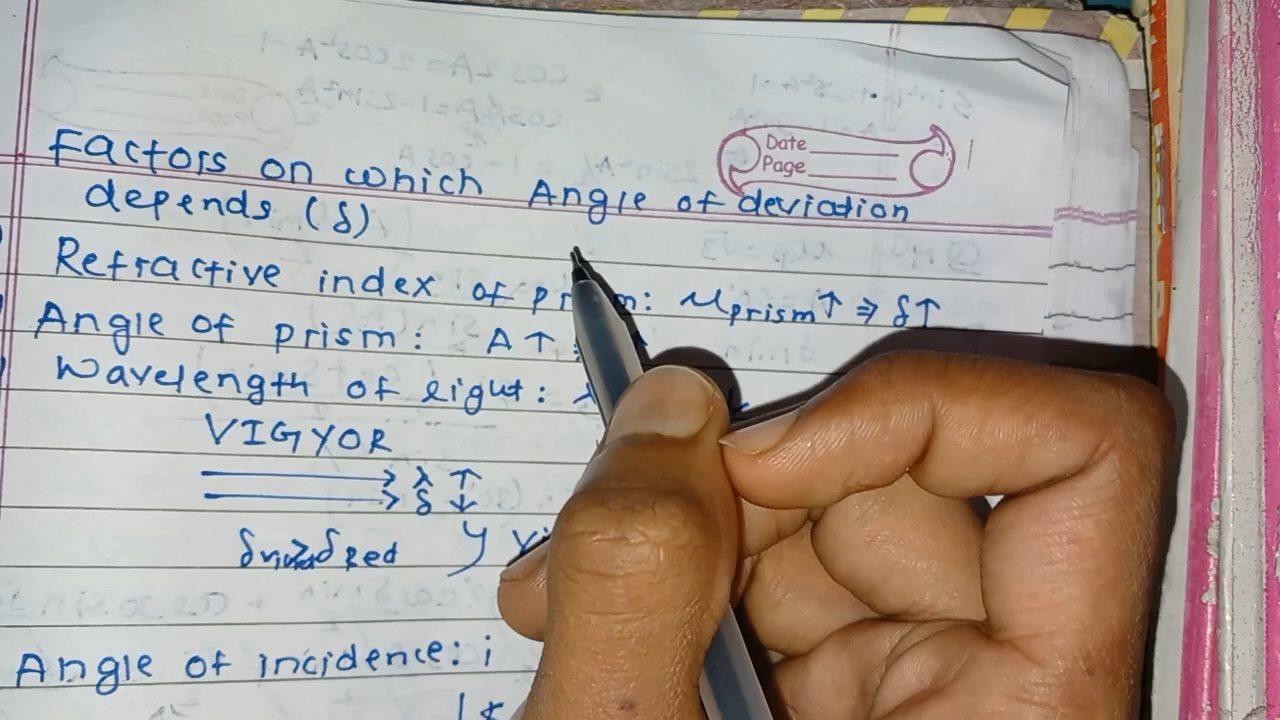 Date
Page
Factors on which Angle of deviation
depends (δ)
Refractive index of prism: μprism↑ ⇒ δ↑
Angle of prism: A↑
Wavelength of light: λ
VIGYOR
λ ↑
δ ↓
δRed
Angle of incidence: i